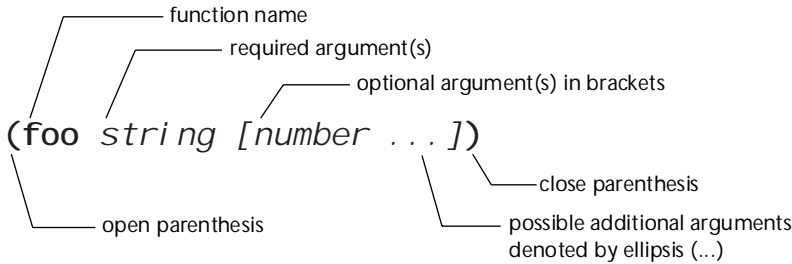 function name
required argument(s)
optional argument(s) in brackets
(foo string [number ...])
close parenthesis
open parenthesis
possible additional arguments
denoted by ellipsis (...)